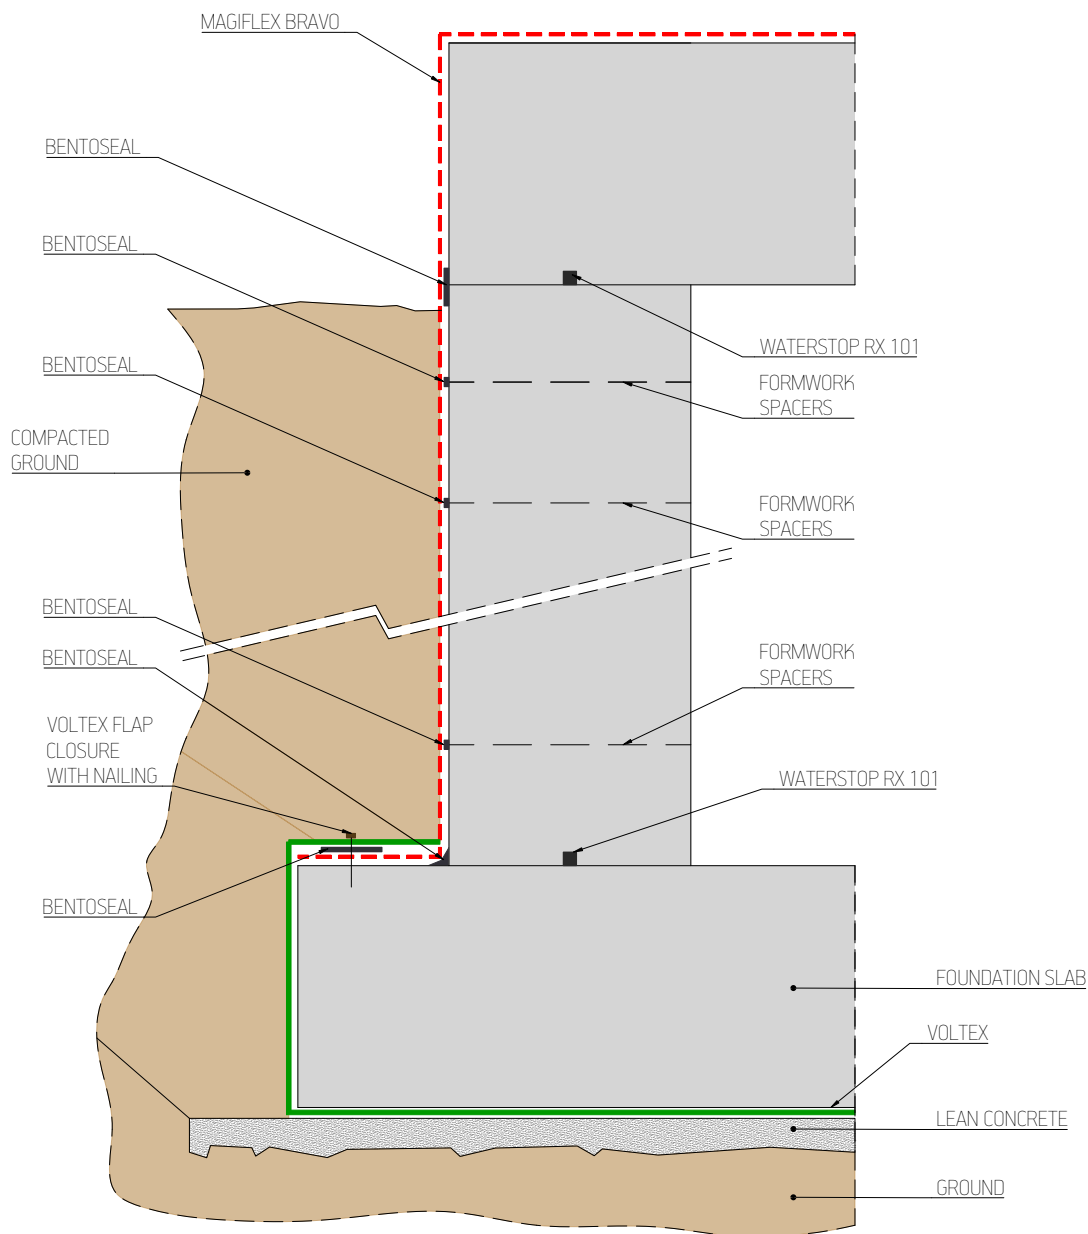 MAGIFLEX BRAVO
BENTOSEAL
BENTOSEAL
WATERSTOP RX 101
BENTOSEAL
FORMWORK
SPACERS
COMPACTED
GROUND
FORMWORK
SPACERS
BENTOSEAL
BENTOSEAL
FORMWORK
SPACERS
VOLTEX FLAP
CLOSURE
WITH NAILING
WATERSTOP RX 101
BENTOSEAL
FOUNDATION SLAB
VOLTEX
LEAN CONCRETE
GROUND